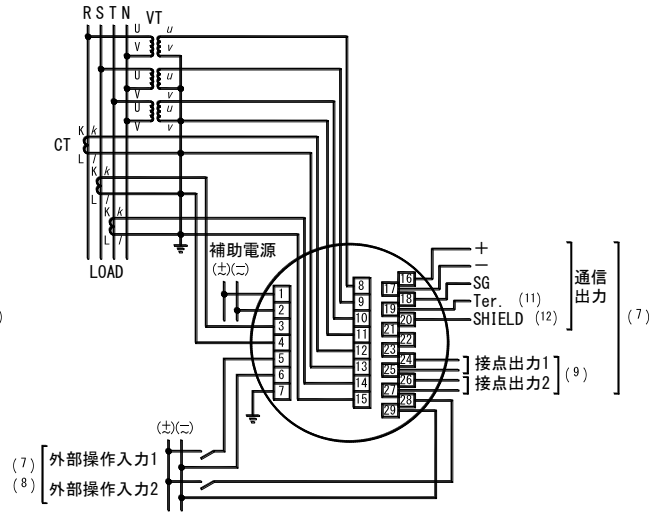 R S T N
VT
U u
V v
U u
V v
U u
V v
CT
K k
L l
K k
L l
K k
L l
LOAD
補助電源
(±)(=)
1
2
3
4
5
6
7
8
9
10
11
12
13
14
15
16
17
18
19
20
21
22
23
24
25
26
27
28
29
+
−
SG
Ter. (11)
SHIELD (12)
通信
出力
(7)
接点出力1
接点出力2
(9)
(±)(=)
(7)
(8)
外部操作入力1
外部操作入力2
)